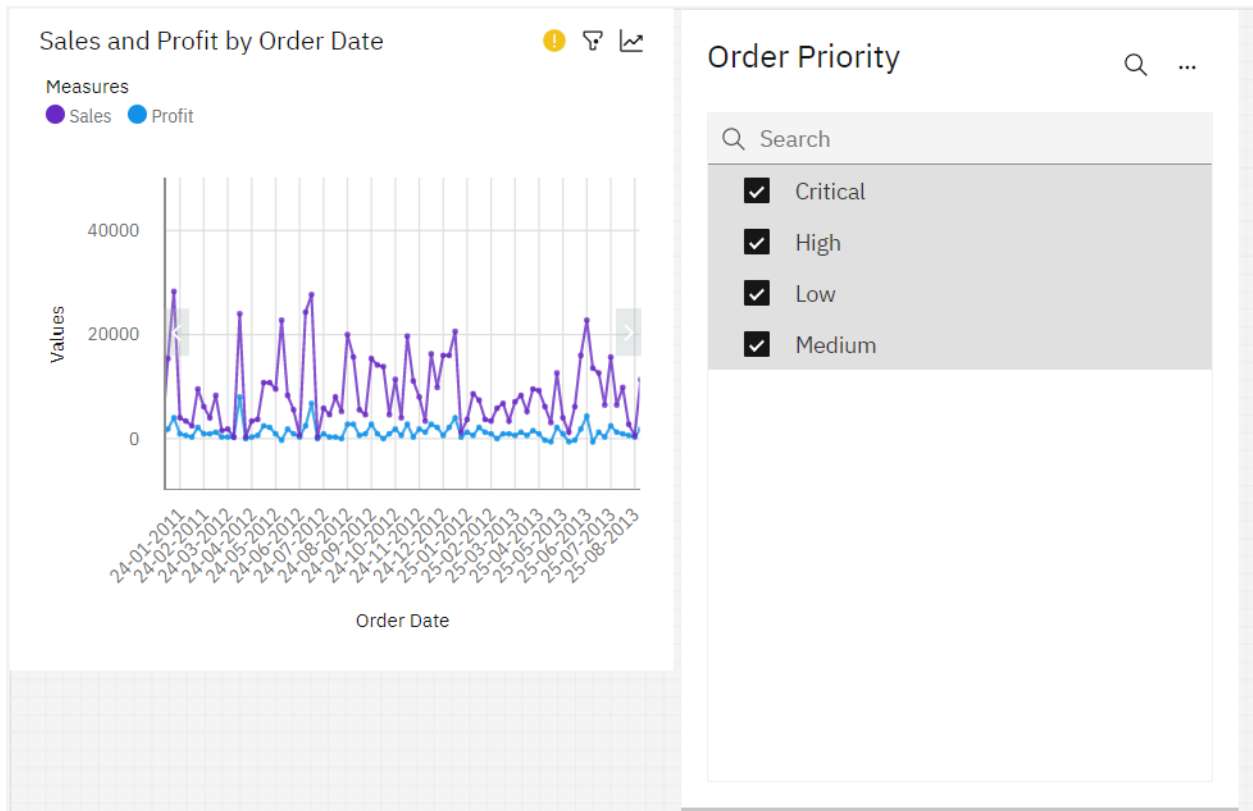 Sales and Profit by Order Date
Measures
Sales Profit
Values
40000
20000
0
24-01-2011
24-02-2011
24-03-2012
24-04-2012
24-05-2012
24-06-2012
24-07-2012
24-08-2012
24-09-2012
24-10-2012
24-11-2012
24-12-2012
25-01-2012
25-02-2012
25-03-2013
25-04-2013
25-05-2013
25-06-2013
25-07-2013
25-08-2013
Order Date
Order Priority
Search
Critical
High
Low
Medium